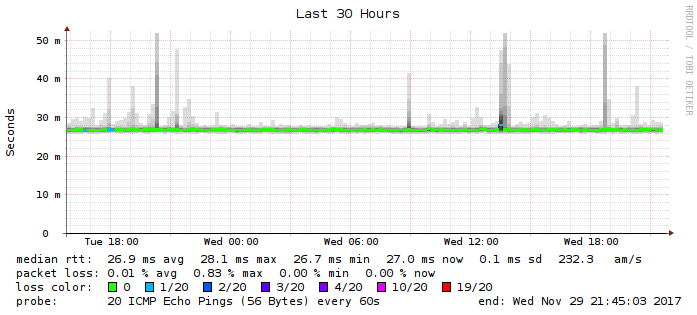 Last 30 Hours
RRDTOOL / TOBI OETIKER
Seconds
50 m
40 m
30 m
20 m
10 m
0
Tue 18:00 Wed 00:00 Wed 06:00 Wed 12:00 Wed 18:00
median rtt: 26.9 ms avg 28.1 ms max 26.7 ms min 27.0 ms now 0.1 ms sd 232.3 am/s
packet loss: 0.01 % avg 0.83 % max 0.00 % min 0.00 % now
loss color: 0 1/20 2/20 3/20 4/20 10/20 19/20
probe: 20 ICMP Echo Pings (56 Bytes) every 60s end: Wed Nov 29 21:45:03 2017